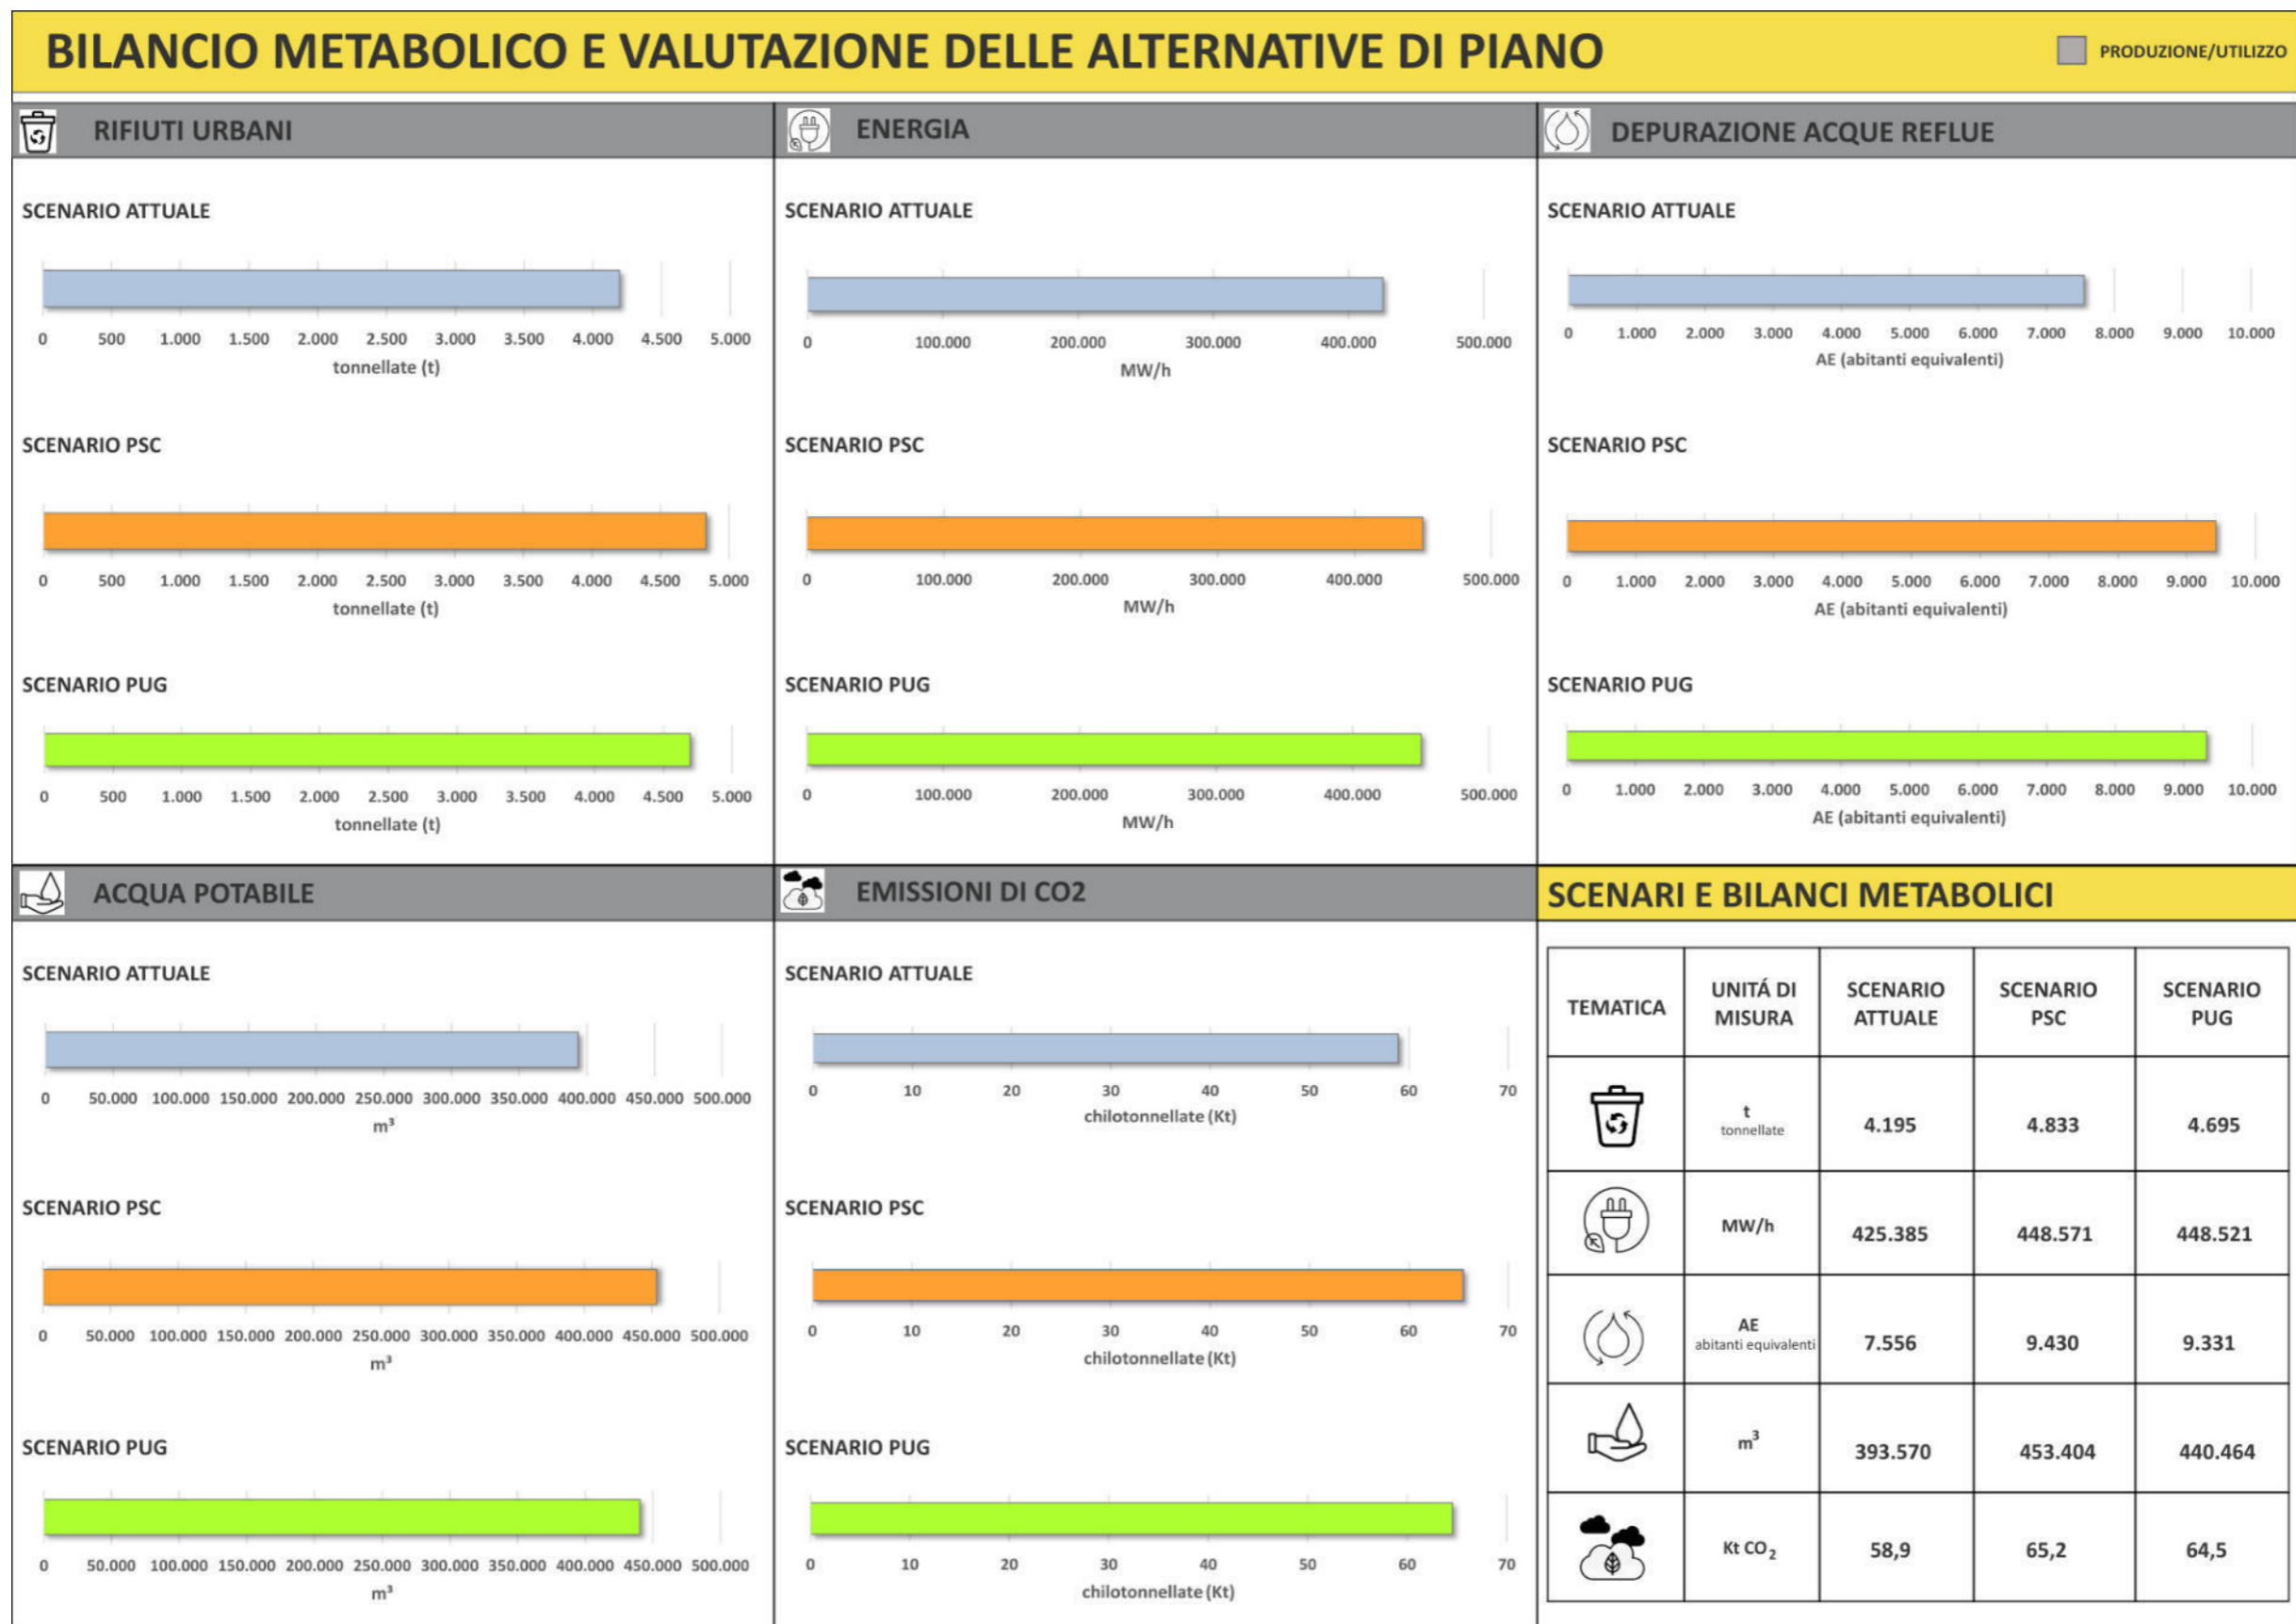 BILANCIO METABOLICO E VALUTAZIONE DELLE ALTERNATIVE DI PIANO
PRODUZIONE/UTILIZZO
RIFIUTI URBANI
SCENARIO ATTUALE
0 500 1.000 1.500 2.000 2.500 3.000 3.500 4.000 4.500 5.000
tonnellate (t)
SCENARIO PSC
0 500 1.000 1.500 2.000 2.500 3.000 3.500 4.000 4.500 5.000
tonnellate (t)
SCENARIO PUG
0 500 1.000 1.500 2.000 2.500 3.000 3.500 4.000 4.500 5.000
tonnellate (t)
ENERGIA
SCENARIO ATTUALE
0 100.000 200.000 300.000 400.000 500.000
MW/h
SCENARIO PSC
0 100.000 200.000 300.000 400.000 500.000
MW/h
SCENARIO PUG
0 100.000 200.000 300.000 400.000 500.000
MW/h
DEPURAZIONE ACQUE REFLUE
SCENARIO ATTUALE
0 1.000 2.000 3.000 4.000 5.000 6.000 7.000 8.000 9.000 10.000
AE (abitanti equivalenti)
SCENARIO PSC
0 1.000 2.000 3.000 4.000 5.000 6.000 7.000 8.000 9.000 10.000
AE (abitanti equivalenti)
SCENARIO PUG
0 1.000 2.000 3.000 4.000 5.000 6.000 7.000 8.000 9.000 10.000
AE (abitanti equivalenti)
ACQUA POTABILE
SCENARIO ATTUALE
0 50.000 100.000 150.000 200.000 250.000 300.000 350.000 400.000 450.000 500.000
m³
SCENARIO PSC
0 50.000 100.000 150.000 200.000 250.000 300.000 350.000 400.000 450.000 500.000
m³
SCENARIO PUG
0 50.000 100.000 150.000 200.000 250.000 300.000 350.000 400.000 450.000 500.000
m³
EMISSIONI DI CO2
SCENARIO ATTUALE
0 10 20 30 40 50 60 70
chilotonnellate (Kt)
SCENARIO PSC
0 10 20 30 40 50 60 70
chilotonnellate (Kt)
SCENARIO PUG
0 10 20 30 40 50 60 70
chilotonnellate (Kt)
SCENARI E BILANCI METABOLICI
TEMATICA UNITÁ DI MISURA SCENARIO ATTUALE SCENARIO PSC SCENARIO PUG
t tonnellate 4.195 4.833 4.695
MW/h 425.385 448.571 448.521
AE abitanti equivalenti 7.556 9.430 9.331
m³ 393.570 453.404 440.464
Kt CO₂ 58,9 65,2 64,5